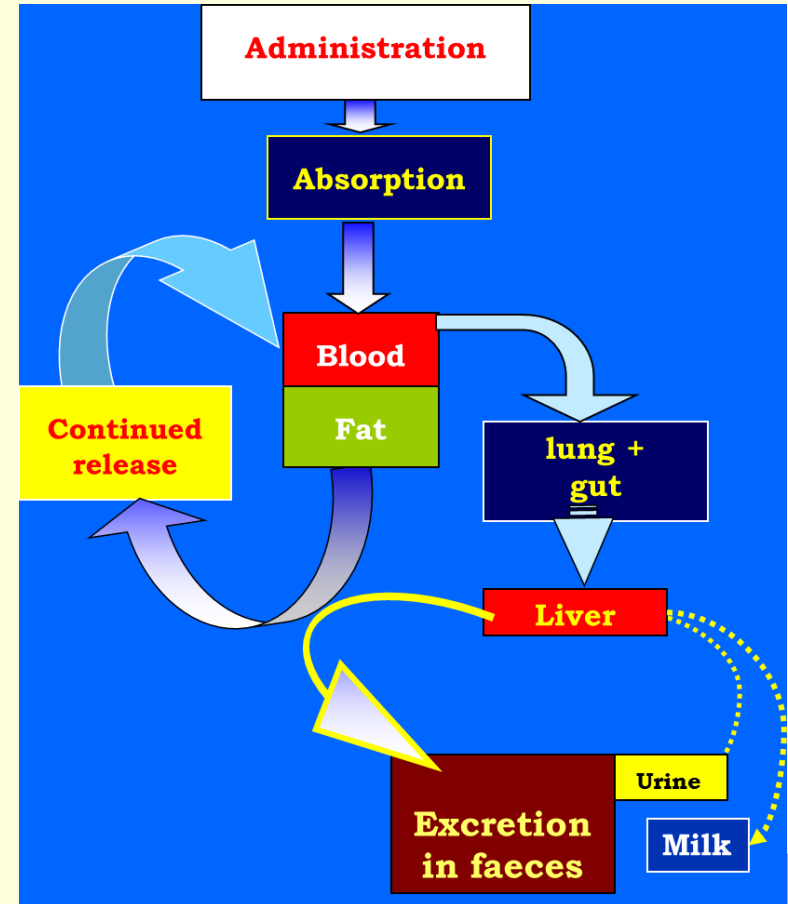 Administration
Absorption
Blood
Fat
Continued
release
lung +
gut
Liver
Urine
Excretion
in faeces
Milk